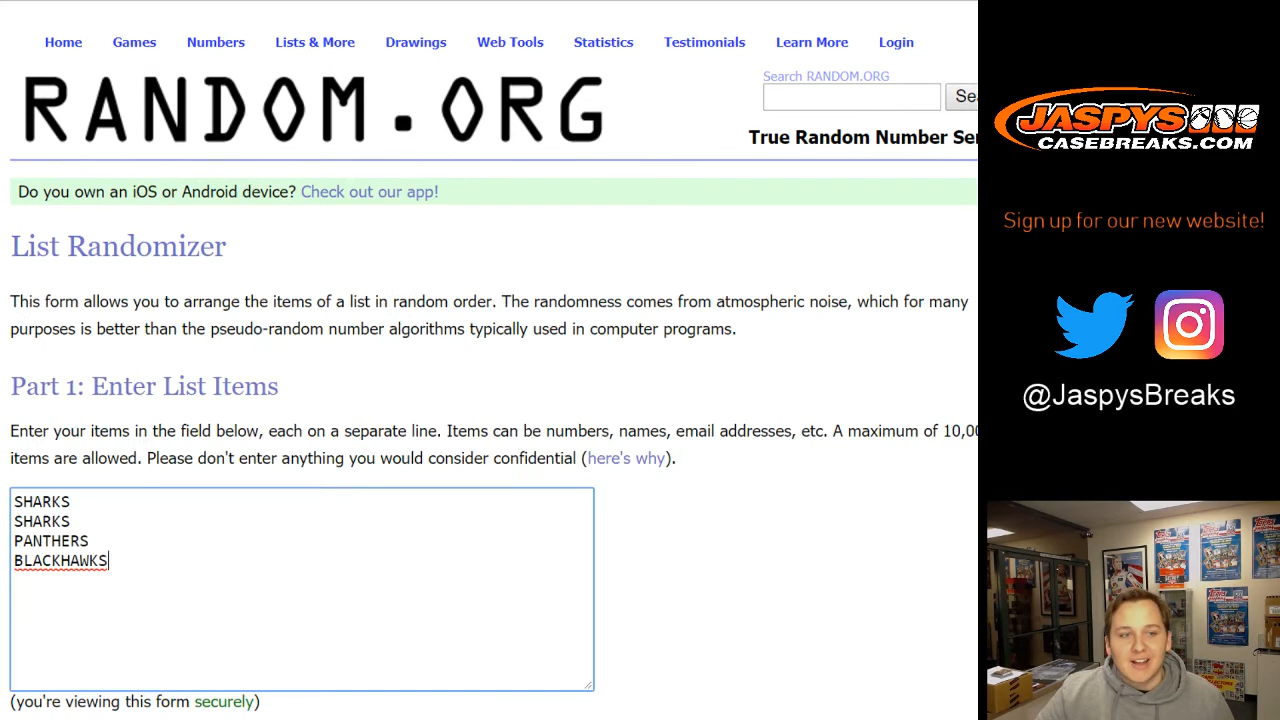 Home Games Numbers Lists & More Drawings Web Tools Statistics Testimonials Learn More Login
RANDOM.ORG
Search RANDOM.ORG
Sea
True Random Number Ser
Do you own an iOS or Android device? Check out our app!
List Randomizer
This form allows you to arrange the items of a list in random order. The randomness comes from atmospheric noise, which for many
purposes is better than the pseudo-random number algorithms typically used in computer programs.
Part 1: Enter List Items
Enter your items in the field below, each on a separate line. Items can be numbers, names, email addresses, etc. A maximum of 10,00
items are allowed. Please don't enter anything you would consider confidential (here's why).
SHARKS
SHARKS
PANTHERS
BLACKHAWKS
(you're viewing this form securely)
JASPYS
CASEBREAKS.COM
Sign up for our new website!
@JaspysBreaks